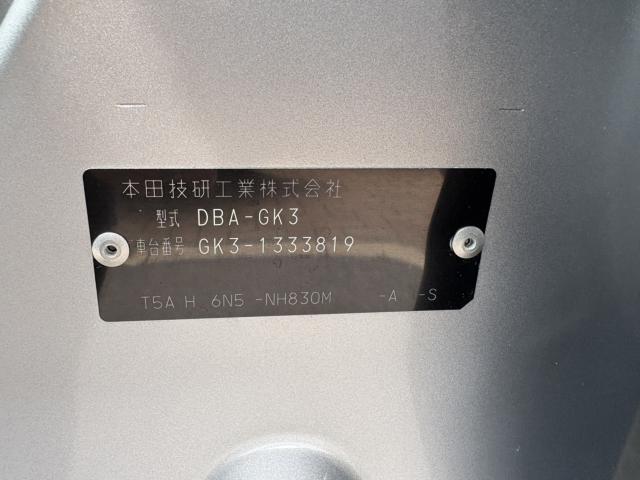 本田技研工業株式会社
型式 DBA-GK3
車台番号 GK3-1333819
T5A H 6N5 -NH830M -A -S